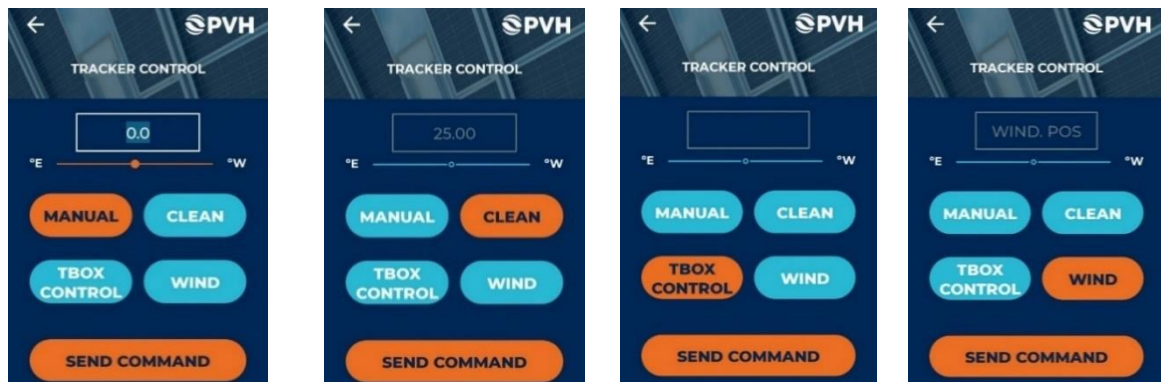 PVH
TRACKER CONTROL
0.0
°E °W
MANUAL CLEAN
TBOX CONTROL WIND
SEND COMMAND
PVH
TRACKER CONTROL
25.00
°E °W
MANUAL CLEAN
TBOX CONTROL WIND
SEND COMMAND
PVH
TRACKER CONTROL
°E °W
MANUAL CLEAN
TBOX CONTROL WIND
SEND COMMAND
PVH
TRACKER CONTROL
WIND. POS
°E °W
MANUAL CLEAN
TBOX CONTROL WIND
SEND COMMAND